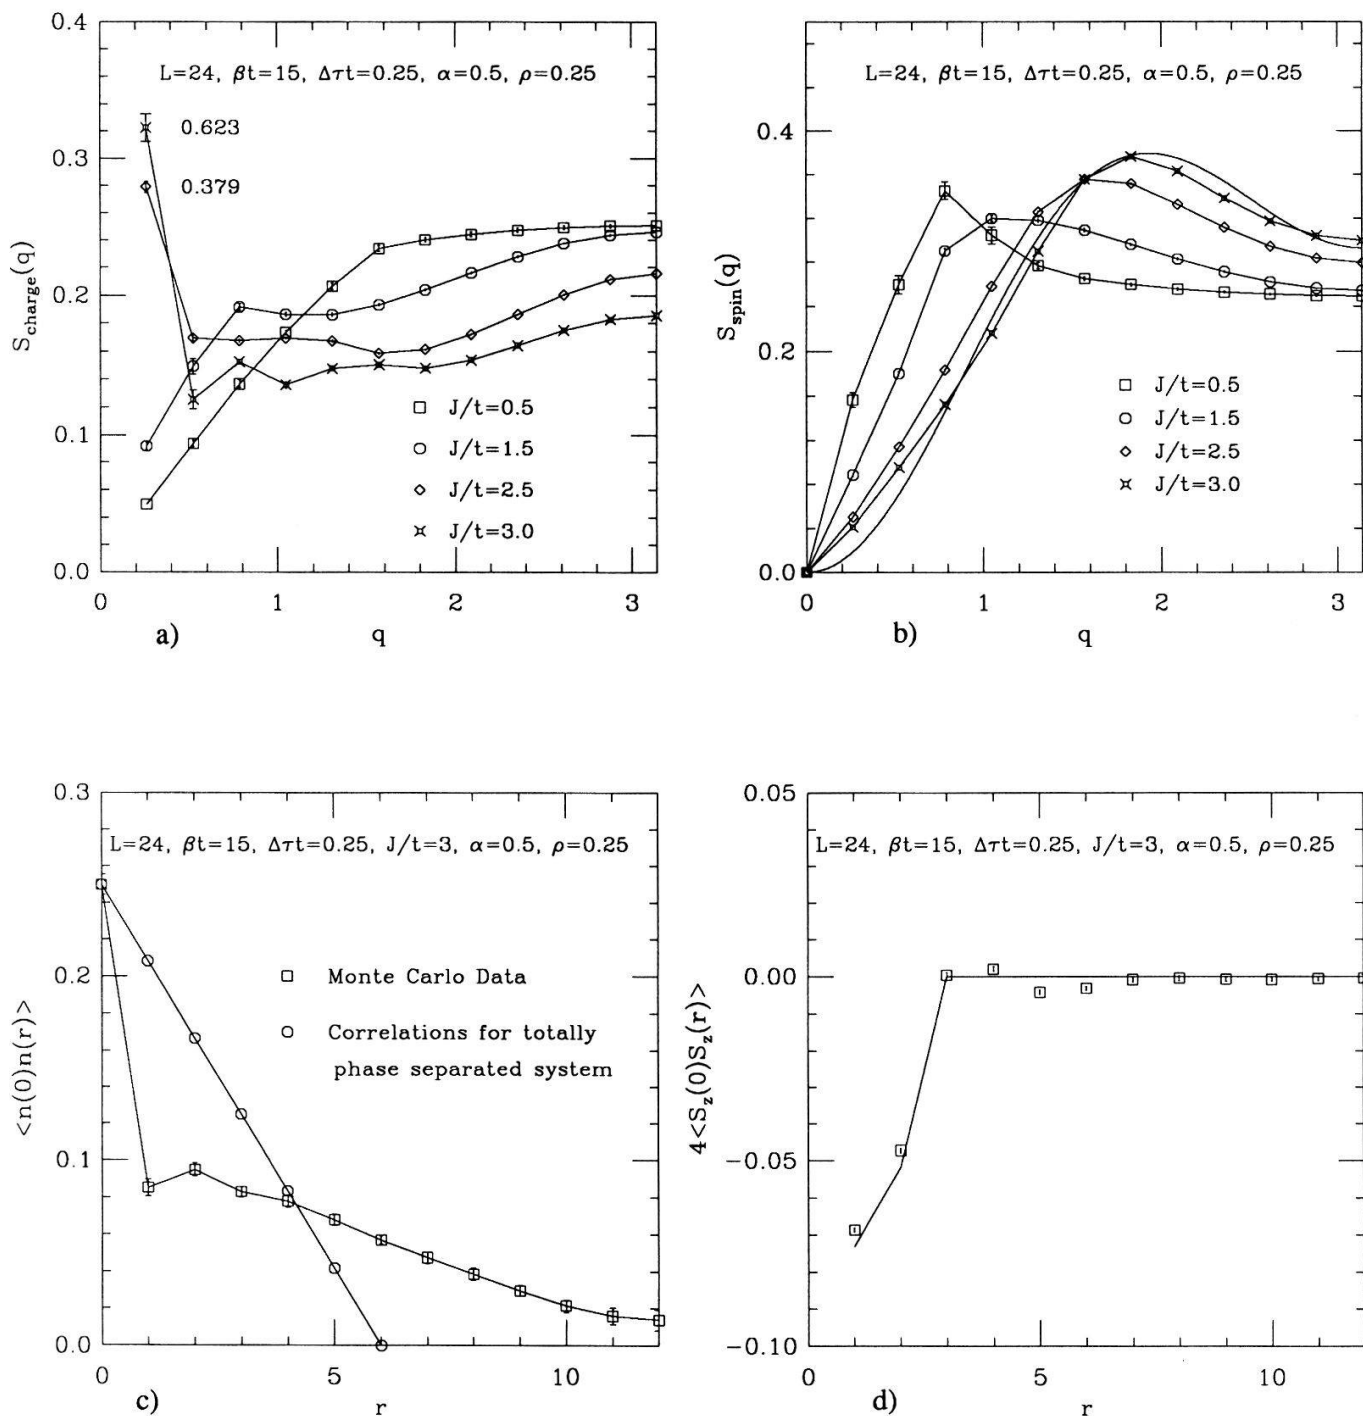 0.4
L=24, βt=15, Δτt=0.25, α=0.5, ρ=0.25
0.623
0.379
0.3
0.2
0.1
0.0
S_charge(q)
J/t=0.5
J/t=1.5
J/t=2.5
J/t=3.0
0 1 2 3
a) q
L=24, βt=15, Δτt=0.25, α=0.5, ρ=0.25
0.4
0.2
0.0
S_spin(q)
J/t=0.5
J/t=1.5
J/t=2.5
J/t=3.0
0 1 2 3
b) q
0.3
L=24, βt=15, Δτt=0.25, J/t=3, α=0.5, ρ=0.25
0.2
0.1
0.0
<n(0)n(r)>
Monte Carlo Data
Correlations for totally
phase separated system
0 5 10
c) r
0.05
L=24, βt=15, Δτt=0.25, J/t=3, α=0.5, ρ=0.25
0.00
−0.05
−0.10
4<S_z(0)S_z(r)>
0 5 10
d) r